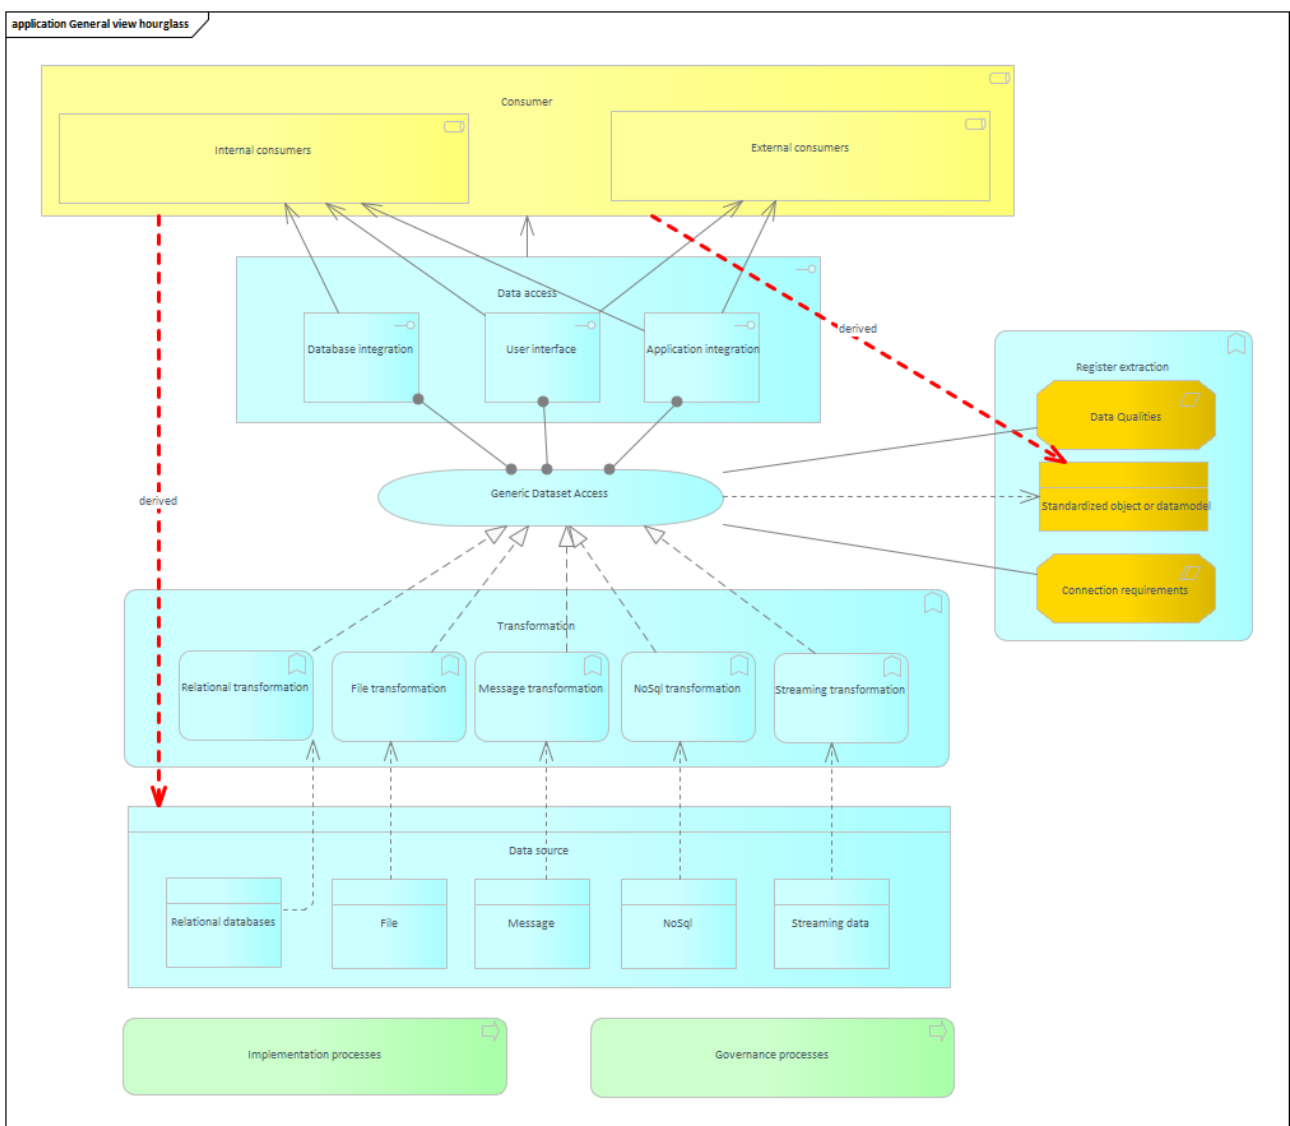 application General view hourglass
Consumer
Internal consumers
External consumers
Data access
Database integration
User interface
Application integration
derived
Register extraction
Data Qualities
Generic Dataset Access
derived
Standardized object or datamodel
Connection requirements
Transformation
Relational transformation
File transformation
Message transformation
NoSql transformation
Streaming transformation
Data source
Relational databases
File
Message
NoSql
Streaming data
Implementation processes
Governance processes